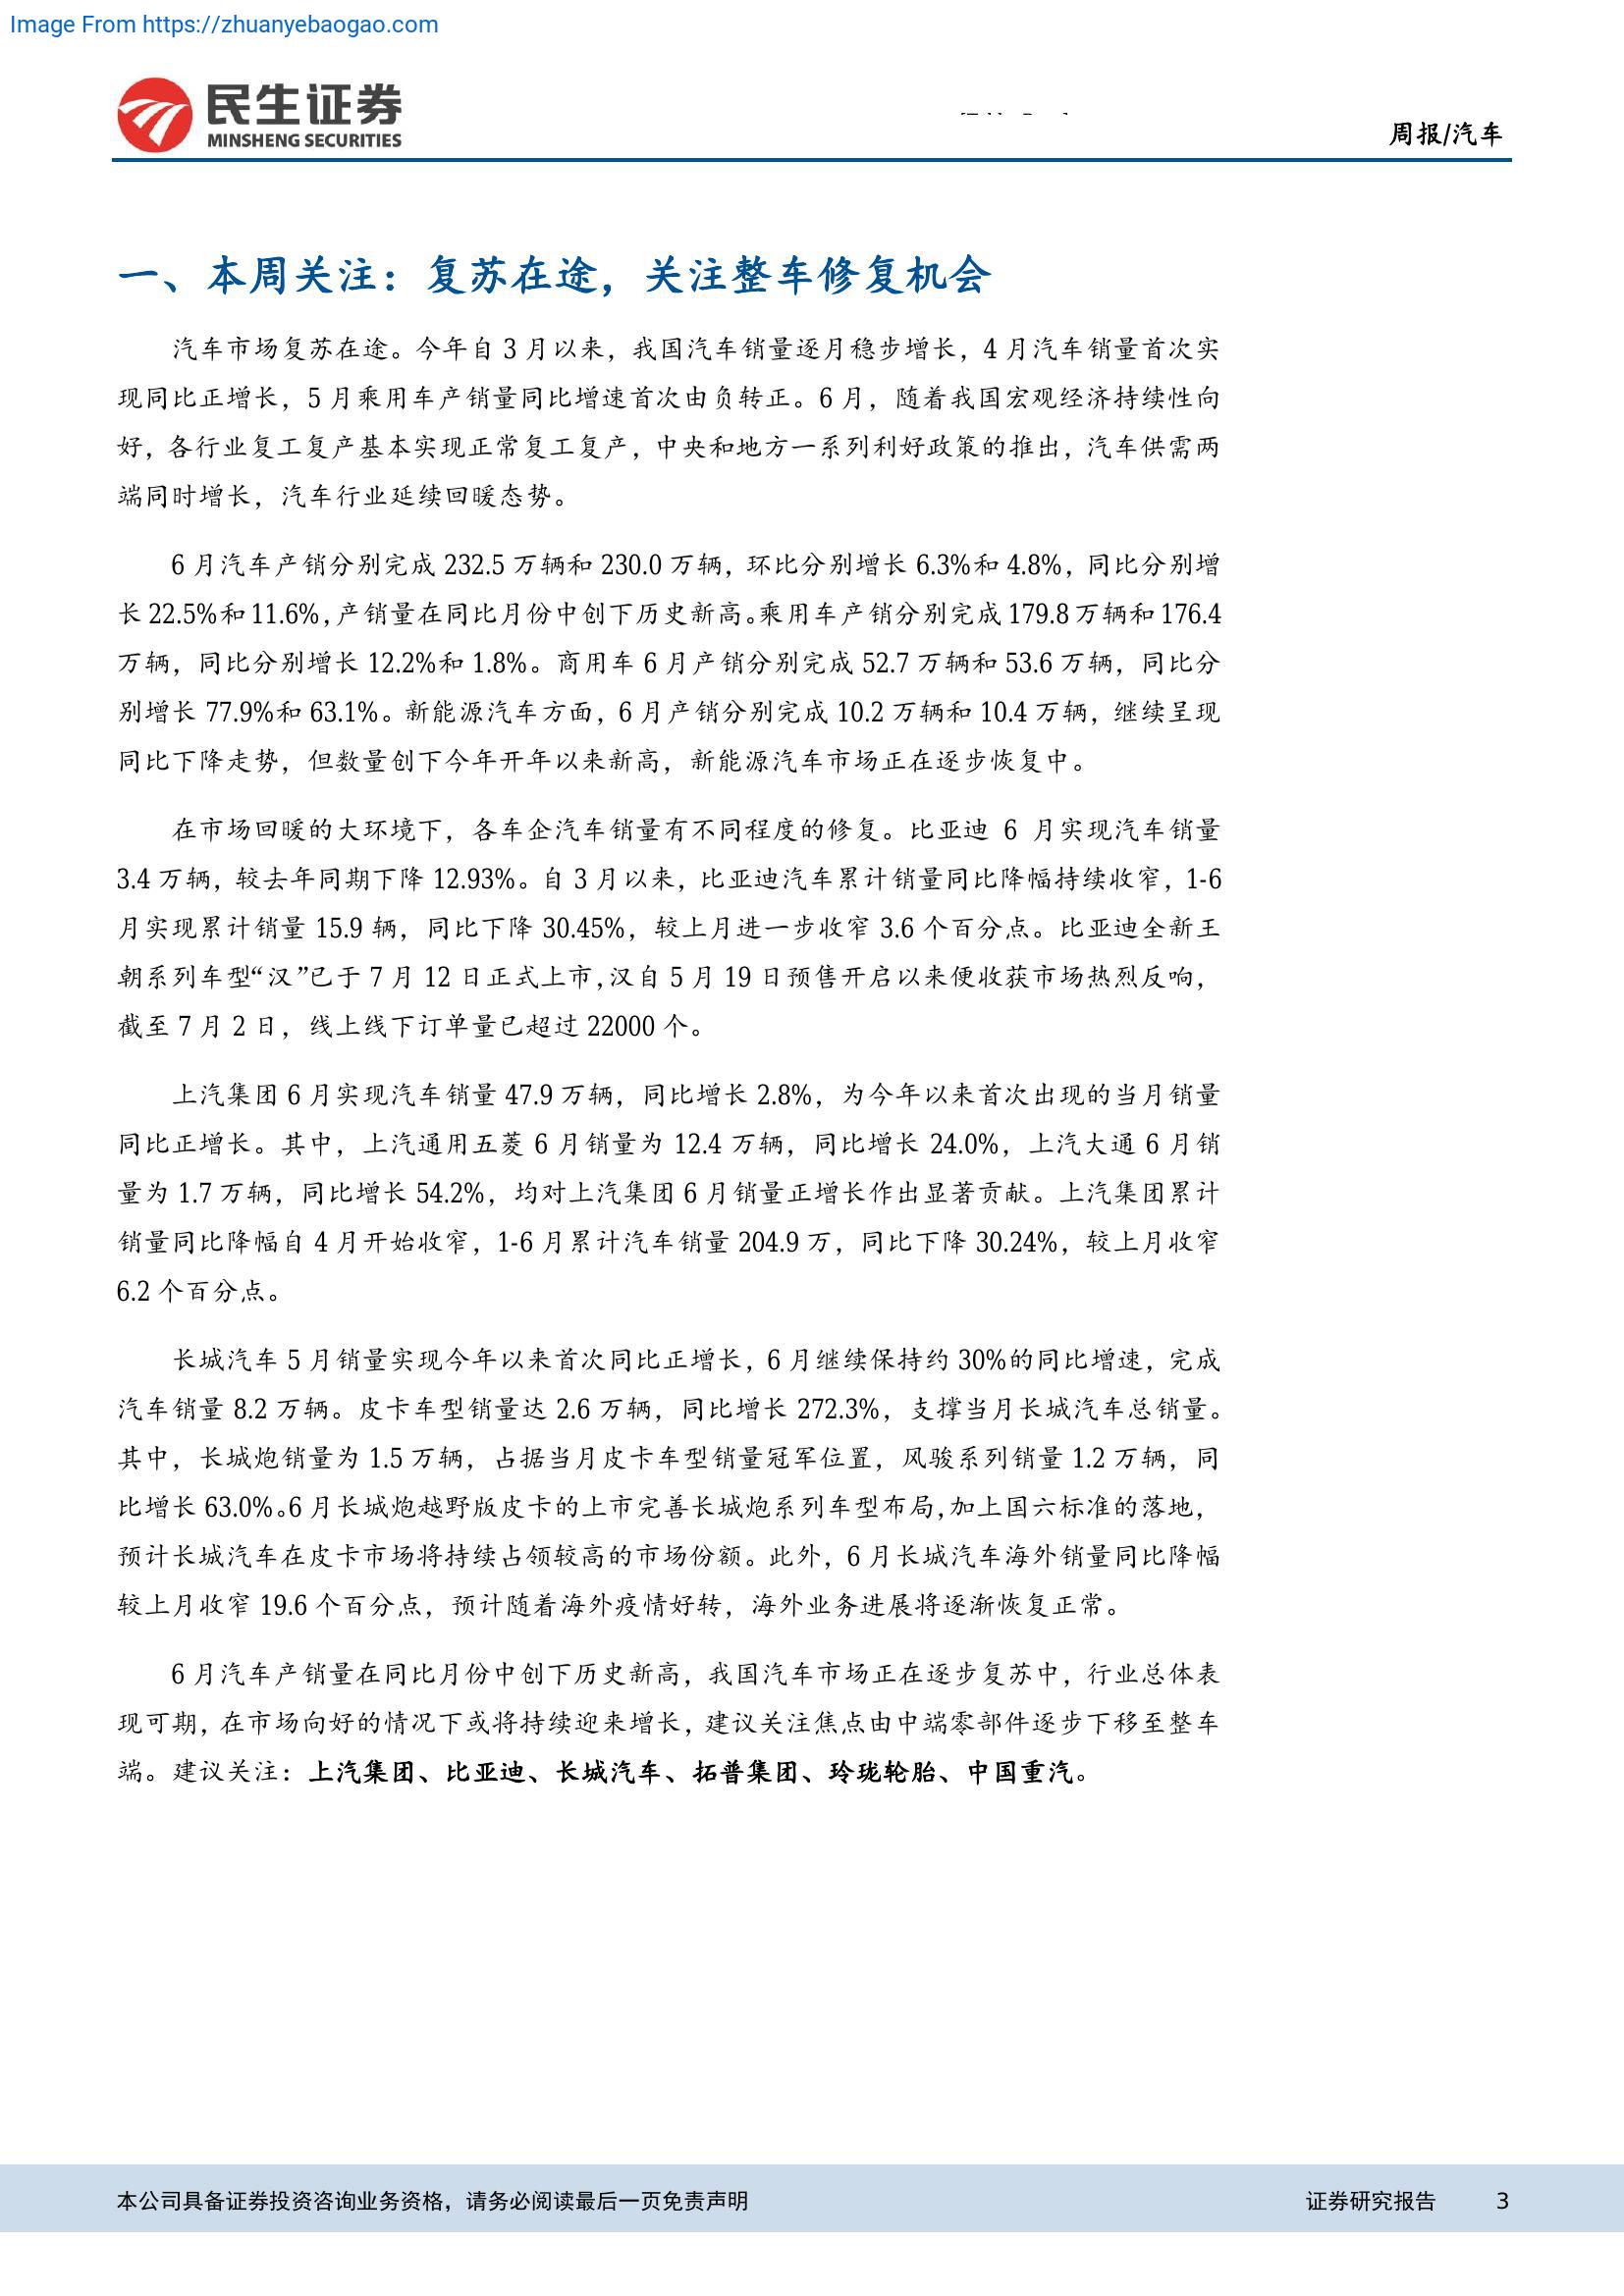 Image From https://zhuanyebaogao.com
民生证券
MINSHENG SECURITIES
周报/汽车
一、本周关注：复苏在途，关注整车修复机会
汽车市场复苏在途。今年自 3 月以来，我国汽车销量逐月稳步增长，4 月汽车销量首次实
现同比正增长，5 月乘用车产销量同比增速首次由负转正。6 月，随着我国宏观经济持续性向
好，各行业复工复产基本实现正常复工复产，中央和地方一系列利好政策的推出，汽车供需两
端同时增长，汽车行业延续回暖态势。
6 月汽车产销分别完成 232.5 万辆和 230.0 万辆，环比分别增长 6.3%和 4.8%，同比分别增
长 22.5%和 11.6%，产销量在同比月份中创下历史新高。乘用车产销分别完成 179.8 万辆和 176.4
万辆，同比分别增长 12.2%和 1.8%。商用车 6 月产销分别完成 52.7 万辆和 53.6 万辆，同比分
别增长 77.9%和 63.1%。新能源汽车方面，6 月产销分别完成 10.2 万辆和 10.4 万辆，继续呈现
同比下降走势，但数量创下今年开年以来新高，新能源汽车市场正在逐步恢复中。
在市场回暖的大环境下，各车企汽车销量有不同程度的修复。比亚迪 6 月实现汽车销量
3.4 万辆，较去年同期下降 12.93%。自 3 月以来，比亚迪汽车累计销量同比降幅持续收窄，1-6
月实现累计销量 15.9 辆，同比下降 30.45%，较上月进一步收窄 3.6 个百分点。比亚迪全新王
朝系列车型“汉”已于 7 月 12 日正式上市，汉自 5 月 19 日预售开启以来便收获市场热烈反响，
截至 7 月 2 日，线上线下订单量已超过 22000 个。
上汽集团 6 月实现汽车销量 47.9 万辆，同比增长 2.8%，为今年以来首次出现的当月销量
同比正增长。其中，上汽通用五菱 6 月销量为 12.4 万辆，同比增长 24.0%，上汽大通 6 月销
量为 1.7 万辆，同比增长 54.2%，均对上汽集团 6 月销量正增长作出显著贡献。上汽集团累计
销量同比降幅自 4 月开始收窄，1-6 月累计汽车销量 204.9 万，同比下降 30.24%，较上月收窄
6.2 个百分点。
长城汽车 5 月销量实现今年以来首次同比正增长，6 月继续保持约 30%的同比增速，完成
汽车销量 8.2 万辆。皮卡车型销量达 2.6 万辆，同比增长 272.3%，支撑当月长城汽车总销量。
其中，长城炮销量为 1.5 万辆，占据当月皮卡车型销量冠军位置，风骏系列销量 1.2 万辆，同
比增长 63.0%。6 月长城炮越野版皮卡的上市完善长城炮系列车型布局，加上国六标准的落地，
预计长城汽车在皮卡市场将持续占领较高的市场份额。此外，6 月长城汽车海外销量同比降幅
较上月收窄 19.6 个百分点，预计随着海外疫情好转，海外业务进展将逐渐恢复正常。
6 月汽车产销量在同比月份中创下历史新高，我国汽车市场正在逐步复苏中，行业总体表
现可期，在市场向好的情况下或将持续迎来增长，建议关注焦点由中端零部件逐步下移至整车
端。建议关注：上汽集团、比亚迪、长城汽车、拓普集团、玲珑轮胎、中国重汽。
本公司具备证券投资咨询业务资格，请务必阅读最后一页免责声明
证券研究报告 3